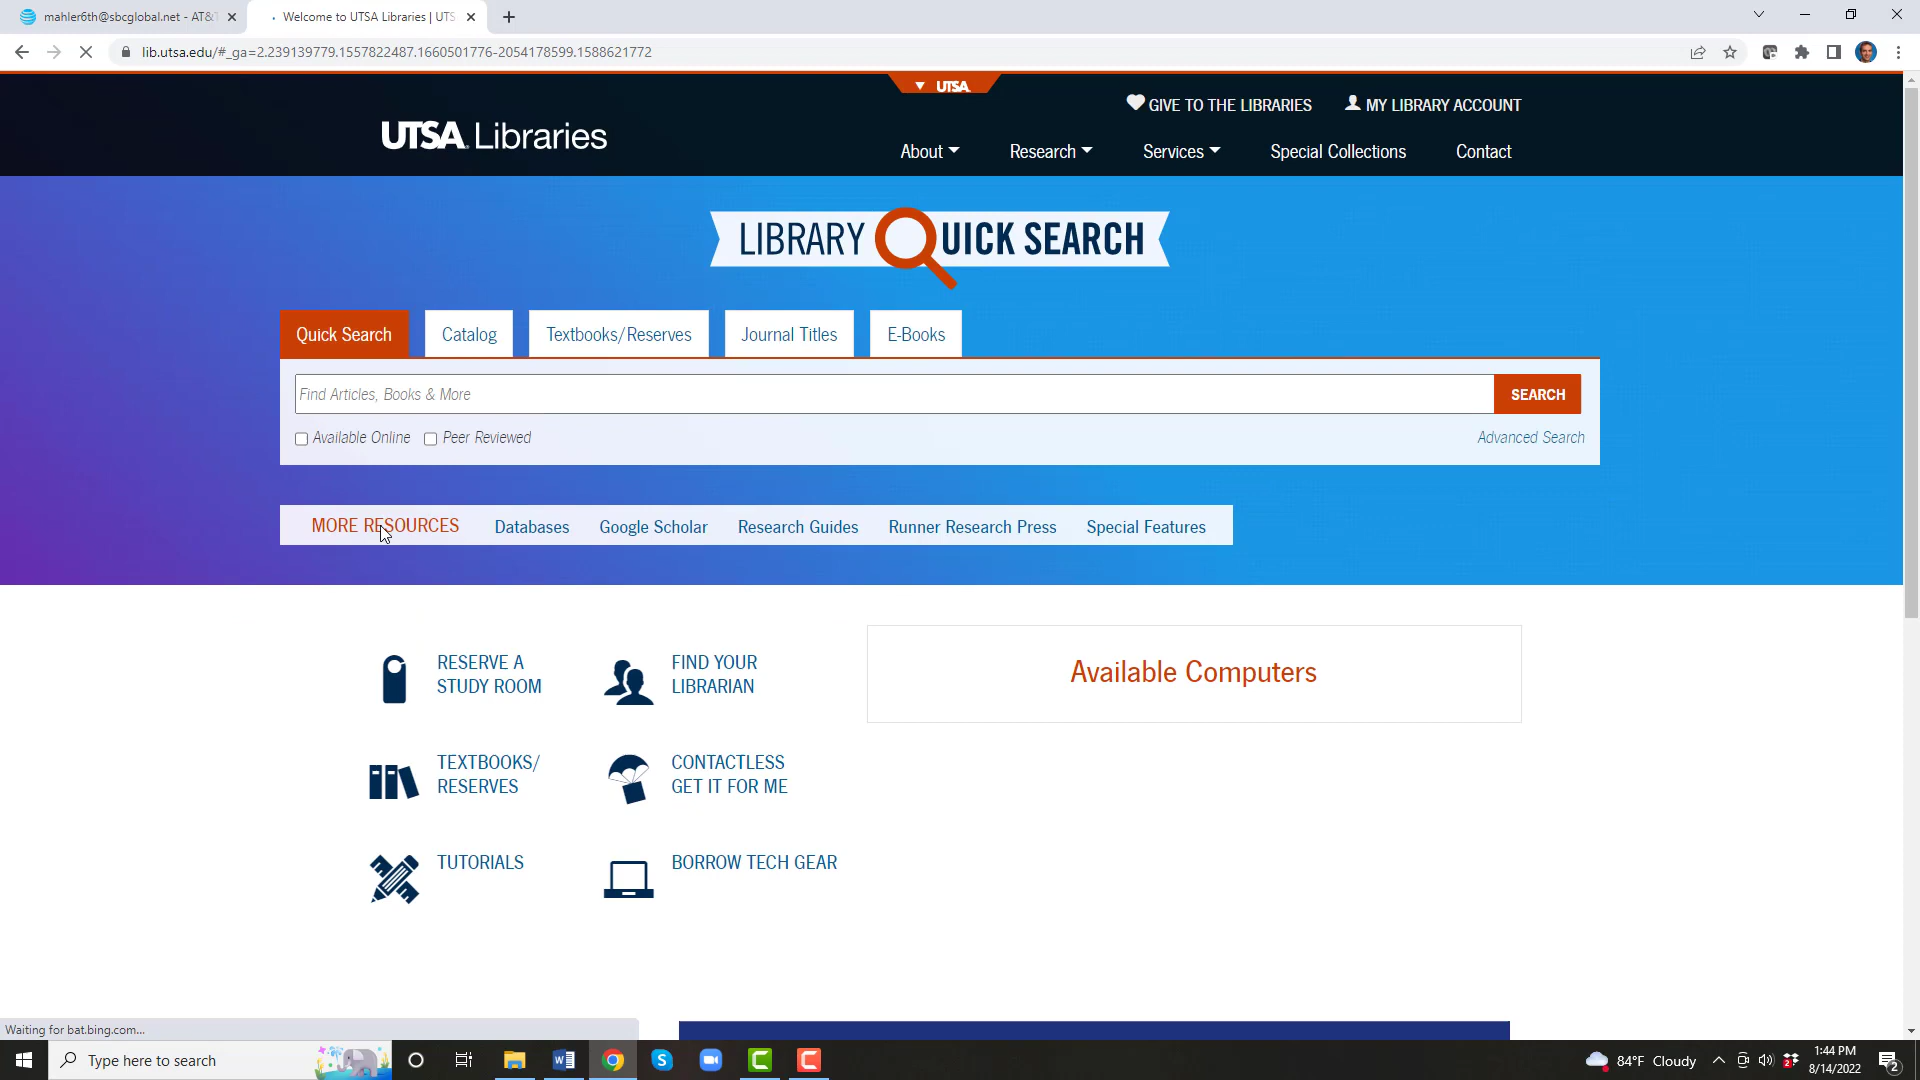 mahler6th@sbcglobal.net - AT&T
Welcome to UTSA Libraries | UTS
lib.utsa.edu/#_ga=2.239139779.1557822487.1660501776-2054178599.1588621772
UTSA
GIVE TO THE LIBRARIES MY LIBRARY ACCOUNT
UTSA Libraries
About Research Services Special Collections Contact
LIBRARY QUICK SEARCH
Quick Search Catalog Textbooks/Reserves Journal Titles E-Books
Find Articles, Books & More SEARCH
Available Online Peer Reviewed Advanced Search
MORE RESOURCES Databases Google Scholar Research Guides Runner Research Press Special Features
RESERVE A
STUDY ROOM
FIND YOUR
LIBRARIAN
Available Computers
TEXTBOOKS/
RESERVES
CONTACTLESS
GET IT FOR ME
TUTORIALS
BORROW TECH GEAR
Waiting for bat.bing.com...
Type here to search
84°F Cloudy
1:44 PM
8/14/2022
2